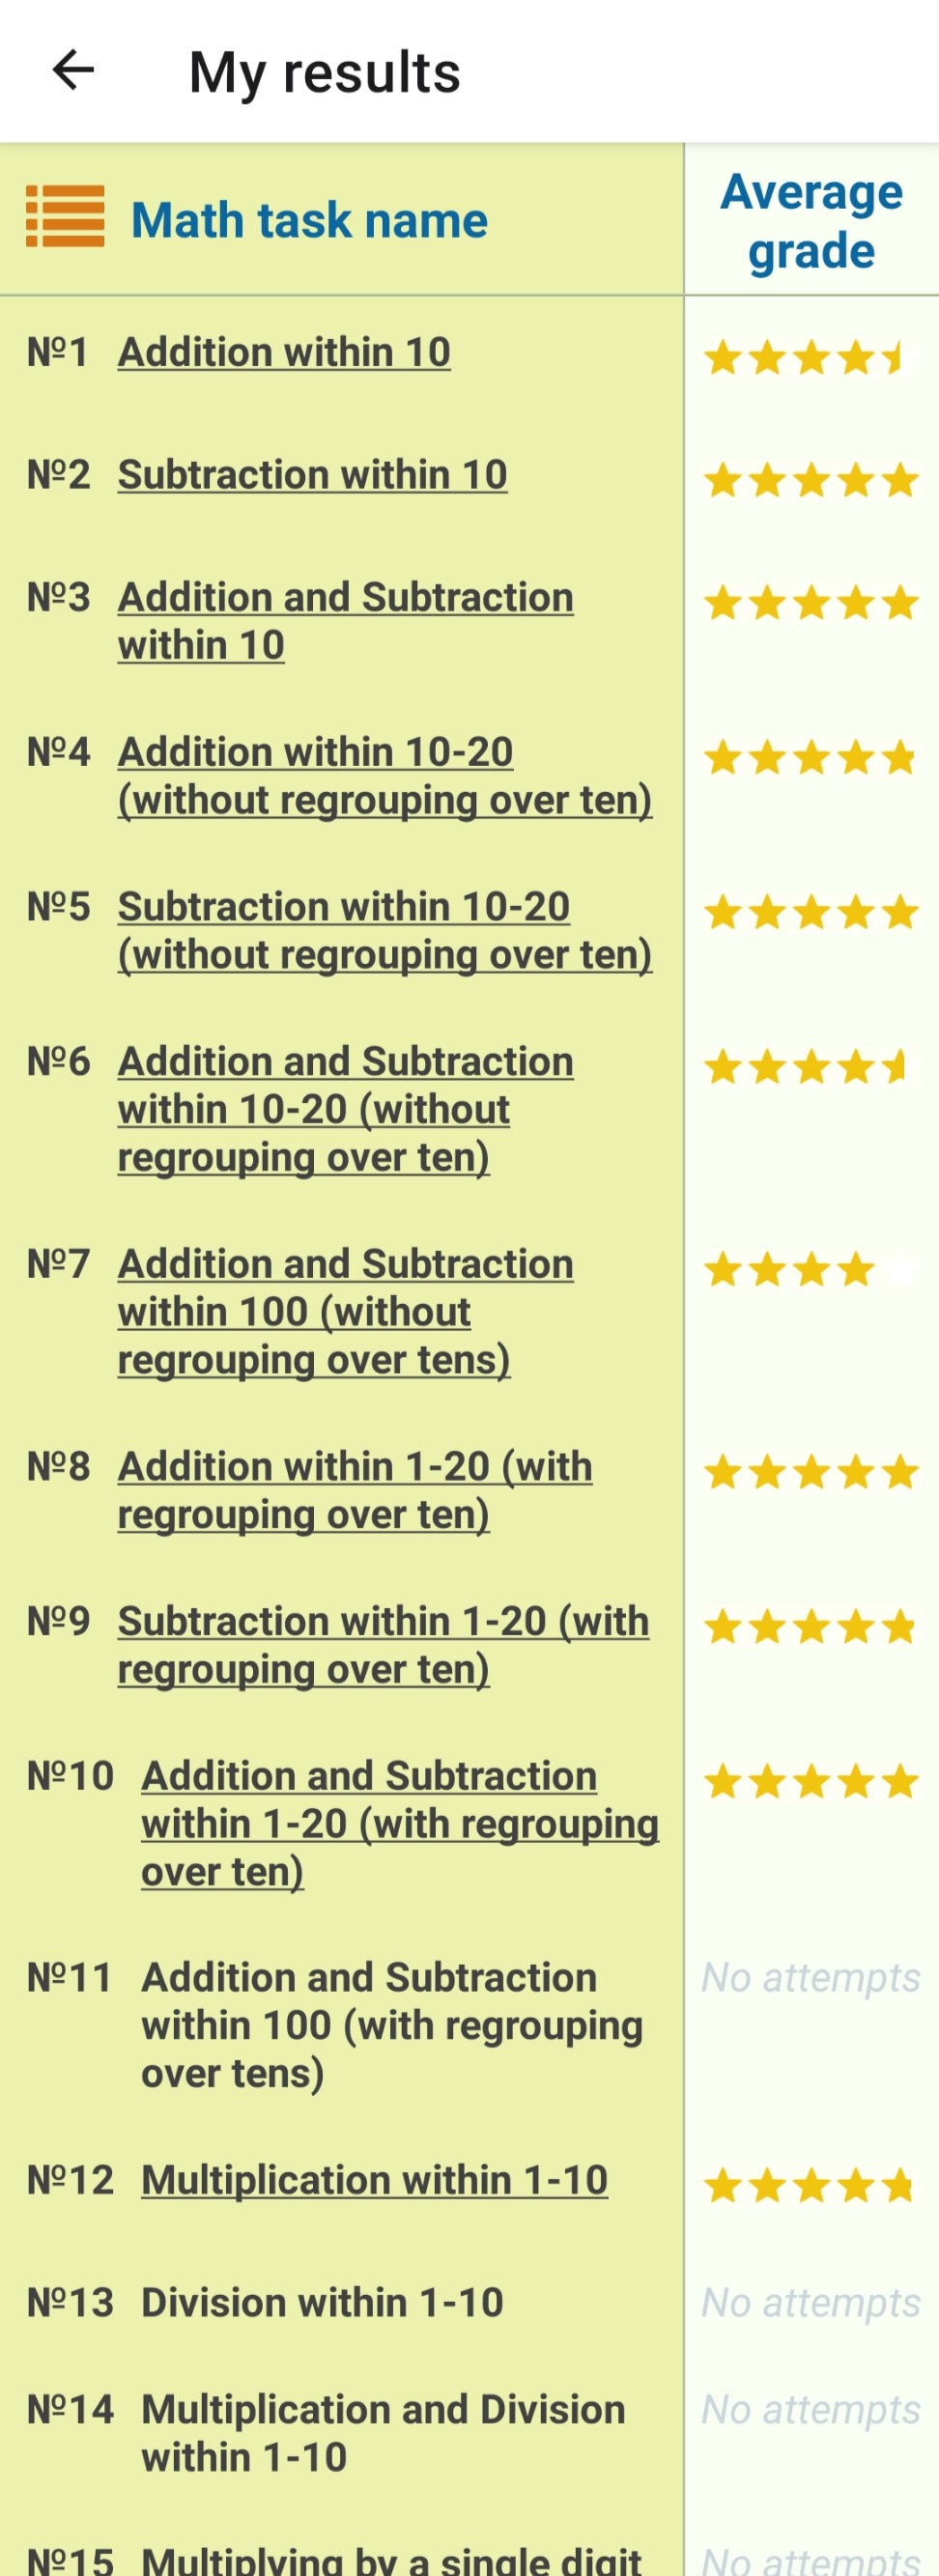 My results
Math task name
Average
grade
№1 Addition within 10
№2 Subtraction within 10
№3 Addition and Subtraction
within 10
№4 Addition within 10-20
(without regrouping over ten)
№5 Subtraction within 10-20
(without regrouping over ten)
№6 Addition and Subtraction
within 10-20 (without
regrouping over ten)
№7 Addition and Subtraction
within 100 (without
regrouping over tens)
№8 Addition within 1-20 (with
regrouping over ten)
№9 Subtraction within 1-20 (with
regrouping over ten)
№10 Addition and Subtraction
within 1-20 (with regrouping
over ten)
№11 Addition and Subtraction No attempts
within 100 (with regrouping
over tens)
№12 Multiplication within 1-10
№13 Division within 1-10 No attempts
№14 Multiplication and Division No attempts
within 1-10
№15 Multiplying by a single digit No attempts